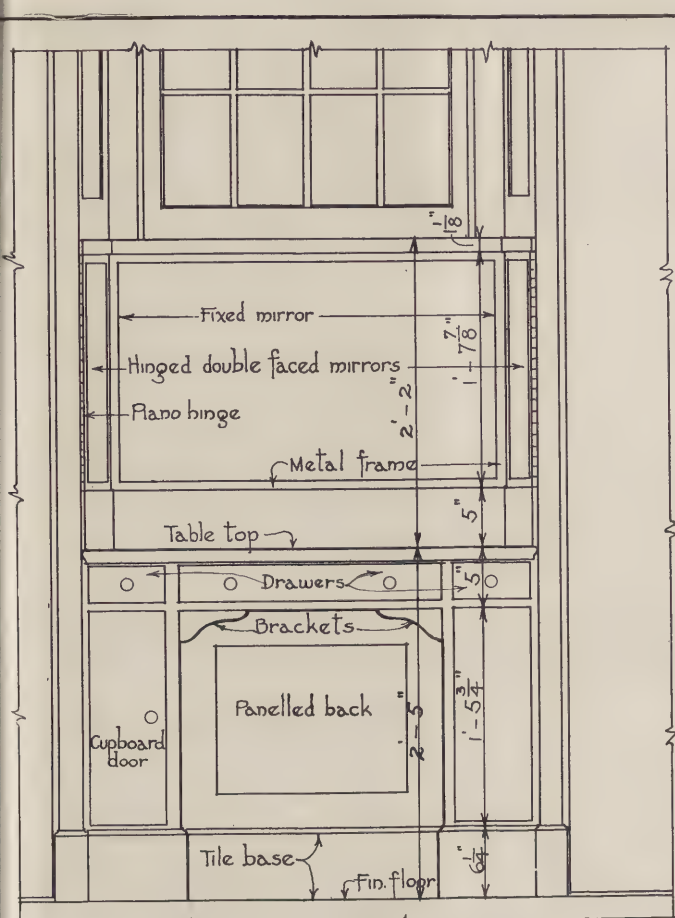 1 1/8"
Fixed mirror
1'-7 7/8"
Hinged double faced mirrors
2'-2"
Piano hinge
Metal frame
5"
Table top
Drawers
5"
Brackets
Panelled back
2'-5"
1'-5 3/4"
Cupboard
door
Tile base
6 1/4"
Fin. floor